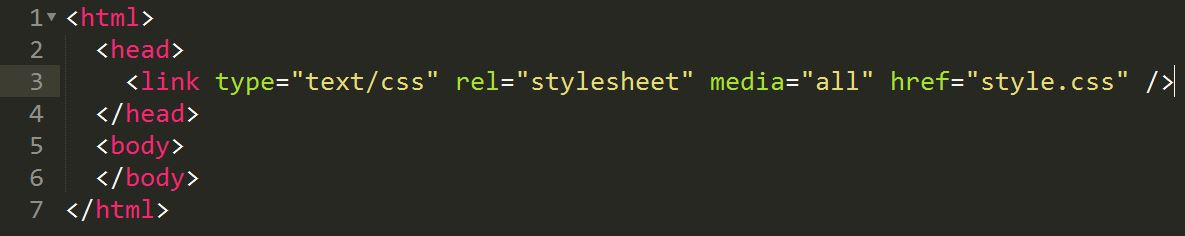 1 <html>
2 <head>
3 <link type="text/css" rel="stylesheet" media="all" href="style.css" />
4 </head>
5 <body>
6 </body>
7 </html>